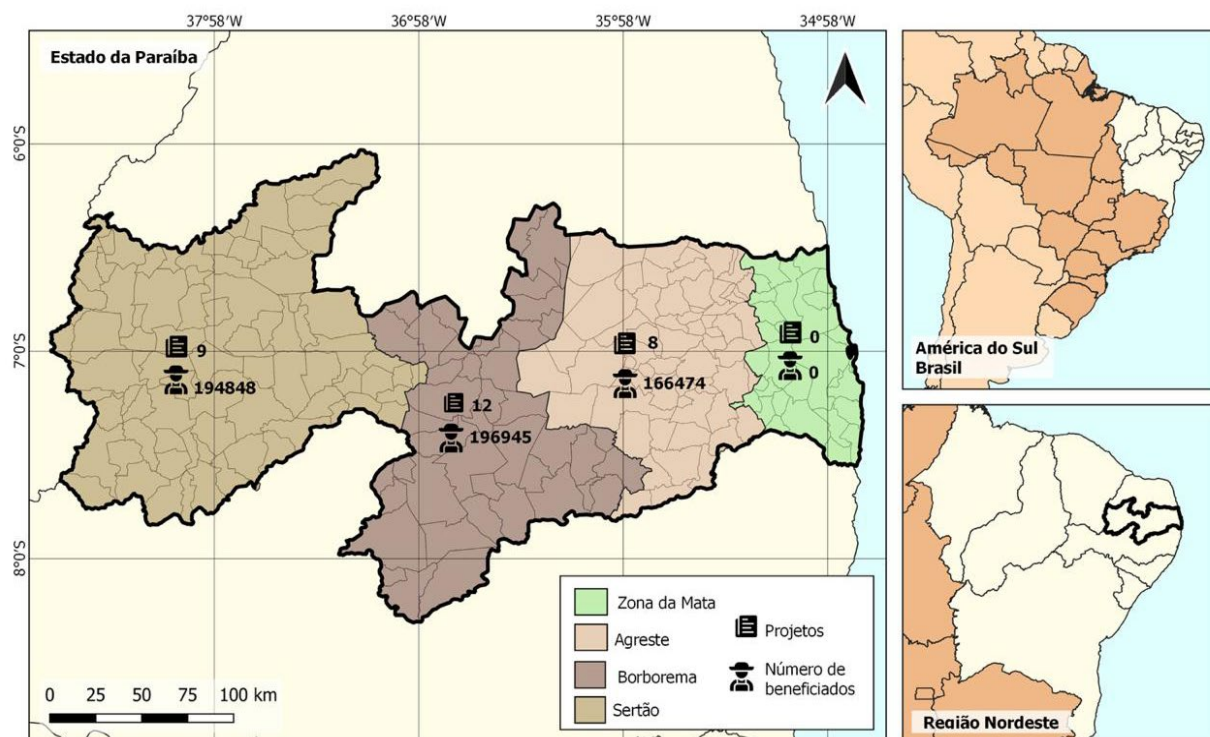 37°58'W
36°58'W
35°58'W
34°58'W
Estado da Paraíba
6°0'S
7°0'S
8°0'S
9
194848
12
196945
8
166474
0
0
Zona da Mata
Agreste
Borborema
Sertão
Projetos
Número de
beneficiados
0 25 50 75 100 km
América do Sul
Brasil
Região Nordeste